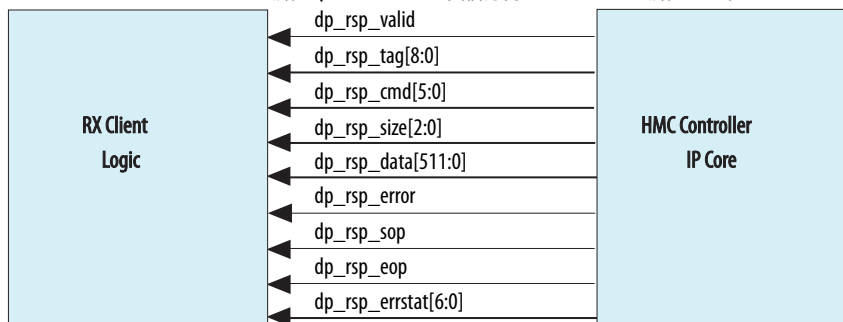 dp_rsp_valid
dp_rsp_tag[8:0]
dp_rsp_cmd[5:0]
RX Client
Logic
dp_rsp_size[2:0]
HMC Controller
IP Core
dp_rsp_data[511:0]
dp_rsp_error
dp_rsp_sop
dp_rsp_eop
dp_rsp_errstat[6:0]